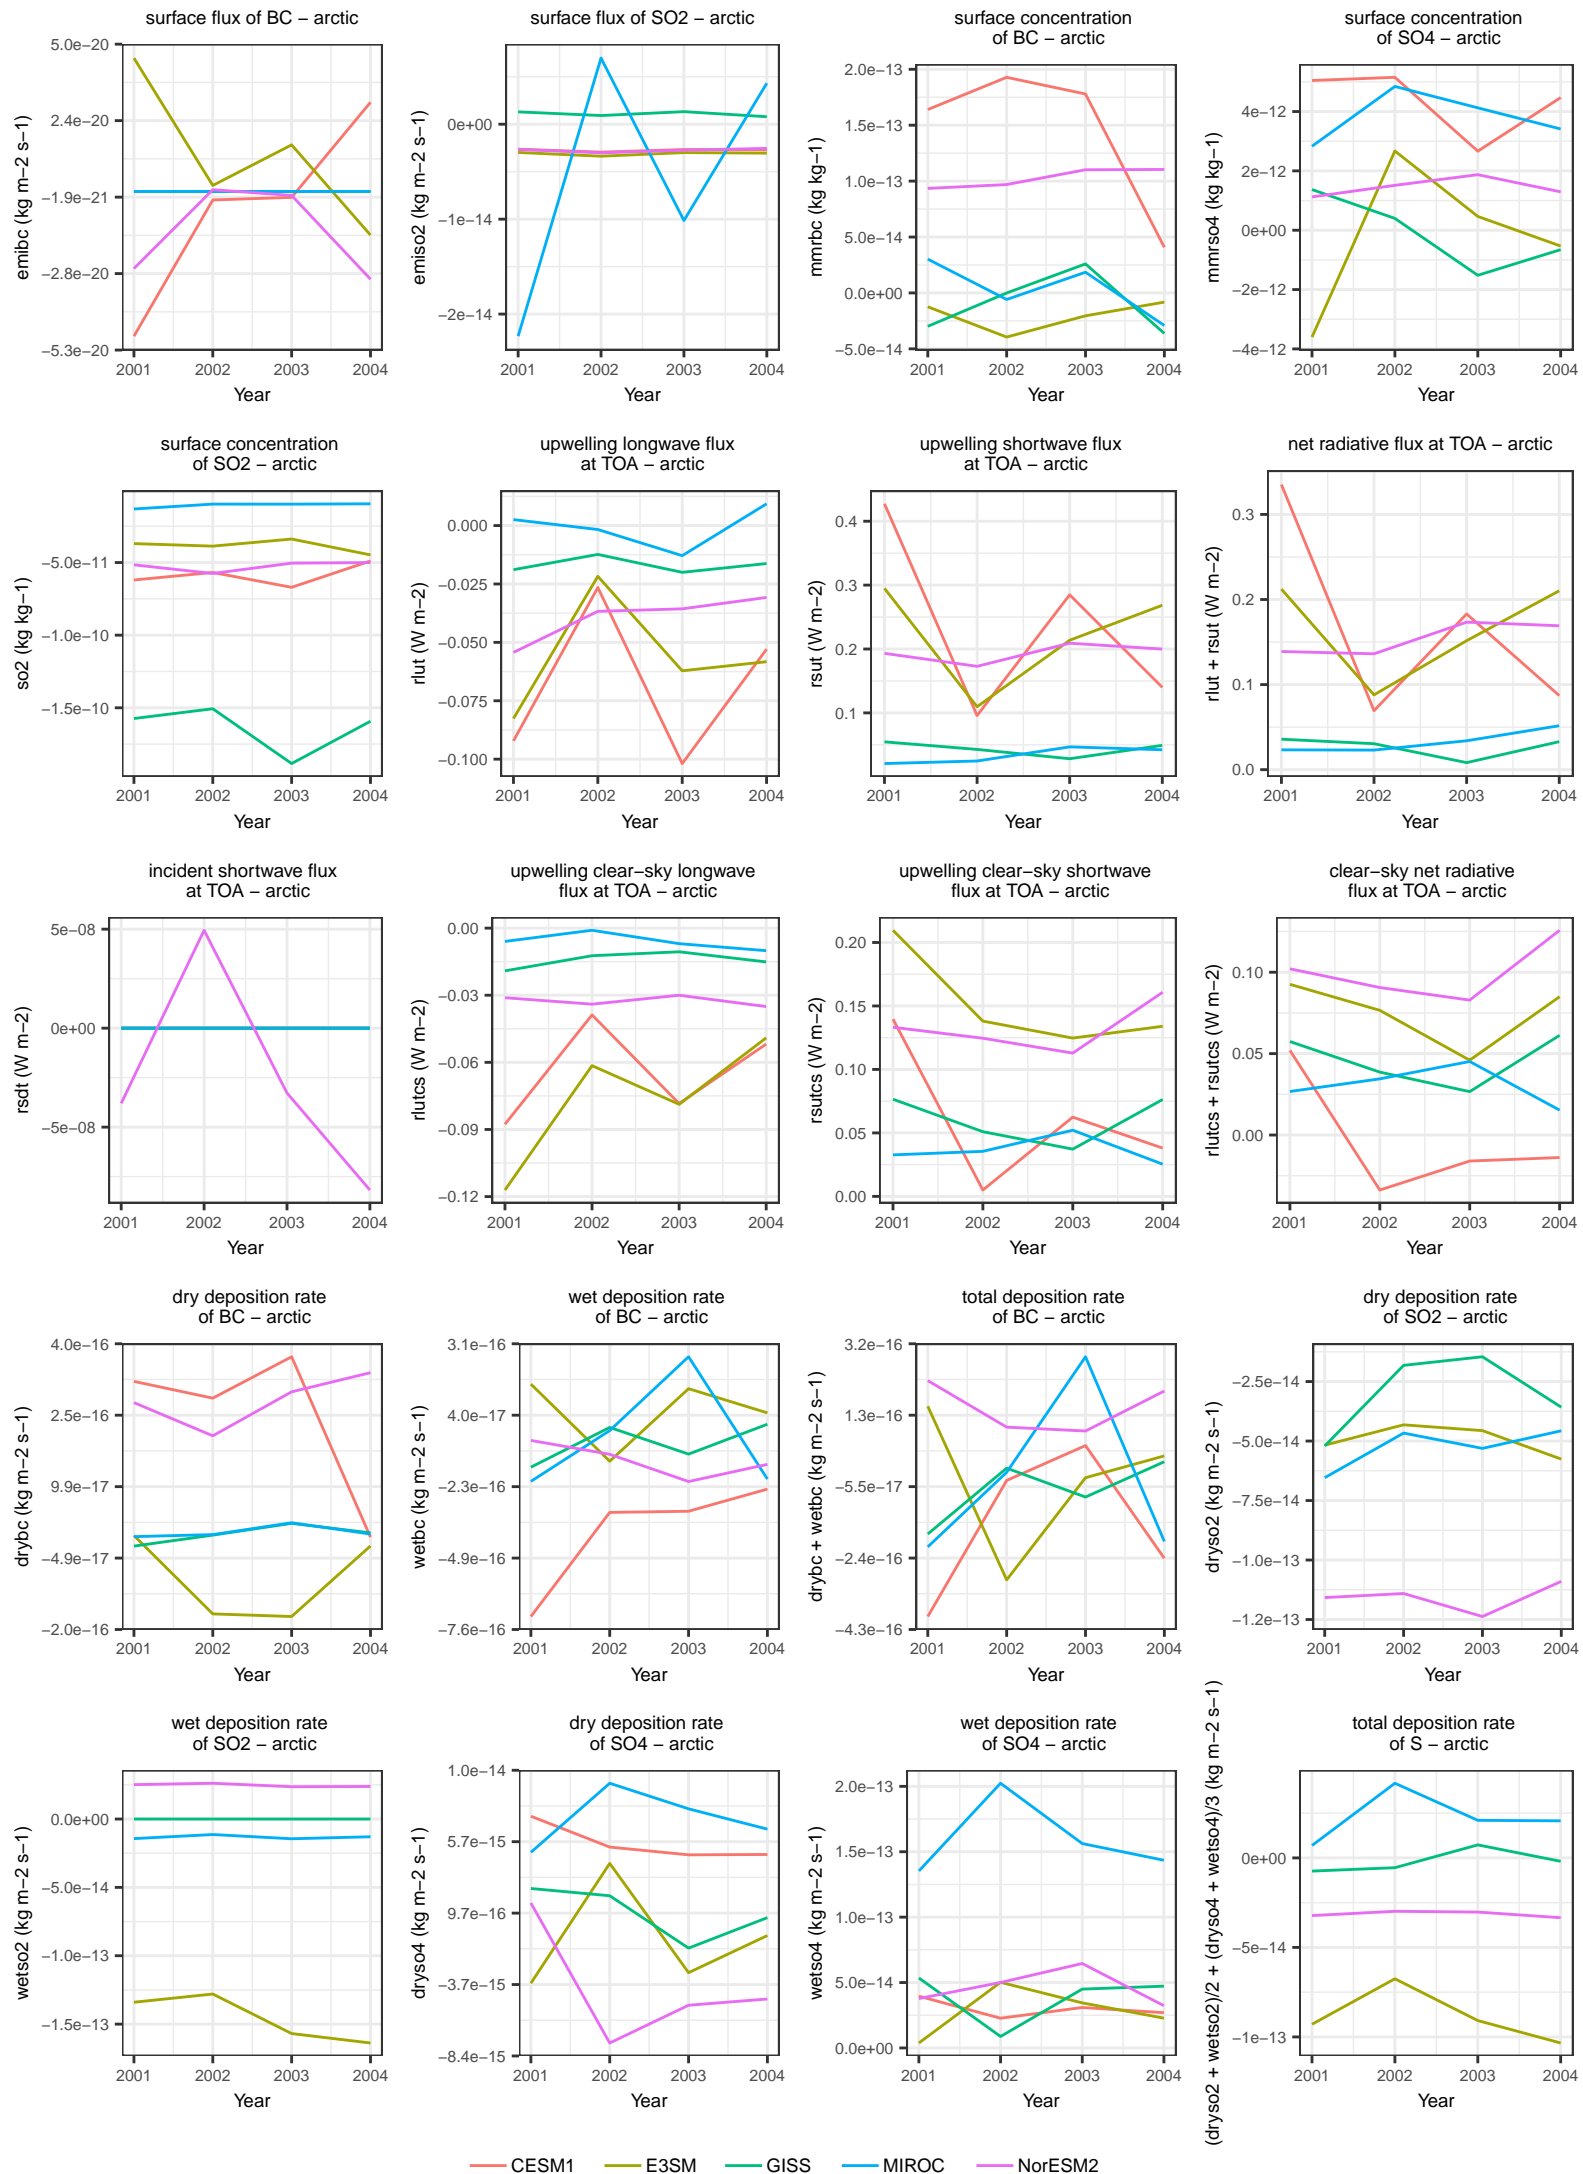 surface flux of BC − arctic
5.0e−20
2.4e−20
−1.9e−21
−2.8e−20
−5.3e−20
emibc (kg m−2 s−1)
2001 2002 2003 2004
Year
surface flux of SO2 − arctic
0e+00
−1e−14
−2e−14
emiso2 (kg m−2 s−1)
2001 2002 2003 2004
Year
surface concentration
of BC − arctic
2.0e−13
1.5e−13
1.0e−13
5.0e−14
0.0e+00
−5.0e−14
mmrbc (kg kg−1)
2001 2002 2003 2004
Year
surface concentration
of SO4 − arctic
4e−12
2e−12
0e+00
−2e−12
−4e−12
mmrso4 (kg kg−1)
2001 2002 2003 2004
Year
surface concentration
of SO2 − arctic
−5.0e−11
−1.0e−10
−1.5e−10
so2 (kg kg−1)
2001 2002 2003 2004
Year
upwelling longwave flux
at TOA − arctic
0.000
−0.025
−0.050
−0.075
−0.100
rlut (W m−2)
2001 2002 2003 2004
Year
upwelling shortwave flux
at TOA − arctic
0.4
0.3
0.2
0.1
rsut (W m−2)
2001 2002 2003 2004
Year
net radiative flux at TOA − arctic
0.3
0.2
0.1
0.0
rlut + rsut (W m−2)
2001 2002 2003 2004
Year
incident shortwave flux
at TOA − arctic
5e−08
0e+00
−5e−08
rsdt (W m−2)
2001 2002 2003 2004
Year
upwelling clear−sky longwave
flux at TOA − arctic
0.00
−0.03
−0.06
−0.09
−0.12
rlutcs (W m−2)
2001 2002 2003 2004
Year
upwelling clear−sky shortwave
flux at TOA − arctic
0.20
0.15
0.10
0.05
0.00
rsutcs (W m−2)
2001 2002 2003 2004
Year
clear−sky net radiative
flux at TOA − arctic
0.10
0.05
0.00
rlutcs + rsutcs (W m−2)
2001 2002 2003 2004
Year
dry deposition rate
of BC − arctic
4.0e−16
2.5e−16
9.9e−17
−4.9e−17
−2.0e−16
drybc (kg m−2 s−1)
2001 2002 2003 2004
Year
wet deposition rate
of BC − arctic
3.1e−16
4.0e−17
−2.3e−16
−4.9e−16
−7.6e−16
wetbc (kg m−2 s−1)
2001 2002 2003 2004
Year
total deposition rate
of BC − arctic
3.2e−16
1.3e−16
−5.5e−17
−2.4e−16
−4.3e−16
drybc + wetbc (kg m−2 s−1)
2001 2002 2003 2004
Year
dry deposition rate
of SO2 − arctic
−2.5e−14
−5.0e−14
−7.5e−14
−1.0e−13
−1.2e−13
dryso2 (kg m−2 s−1)
2001 2002 2003 2004
Year
wet deposition rate
of SO2 − arctic
0.0e+00
−5.0e−14
−1.0e−13
−1.5e−13
wetso2 (kg m−2 s−1)
2001 2002 2003 2004
Year
dry deposition rate
of SO4 − arctic
1.0e−14
5.7e−15
9.7e−16
−3.7e−15
−8.4e−15
dryso4 (kg m−2 s−1)
2001 2002 2003 2004
Year
wet deposition rate
of SO4 − arctic
2.0e−13
1.5e−13
1.0e−13
5.0e−14
0.0e+00
wetso4 (kg m−2 s−1)
2001 2002 2003 2004
Year
total deposition rate
of S − arctic
0e+00
−5e−14
−1e−13
(dryso2 + wetso2)/2 + (dryso4 + wetso4)/3 (kg m−2 s−1)
2001 2002 2003 2004
Year
CESM1 E3SM GISS MIROC NorESM2